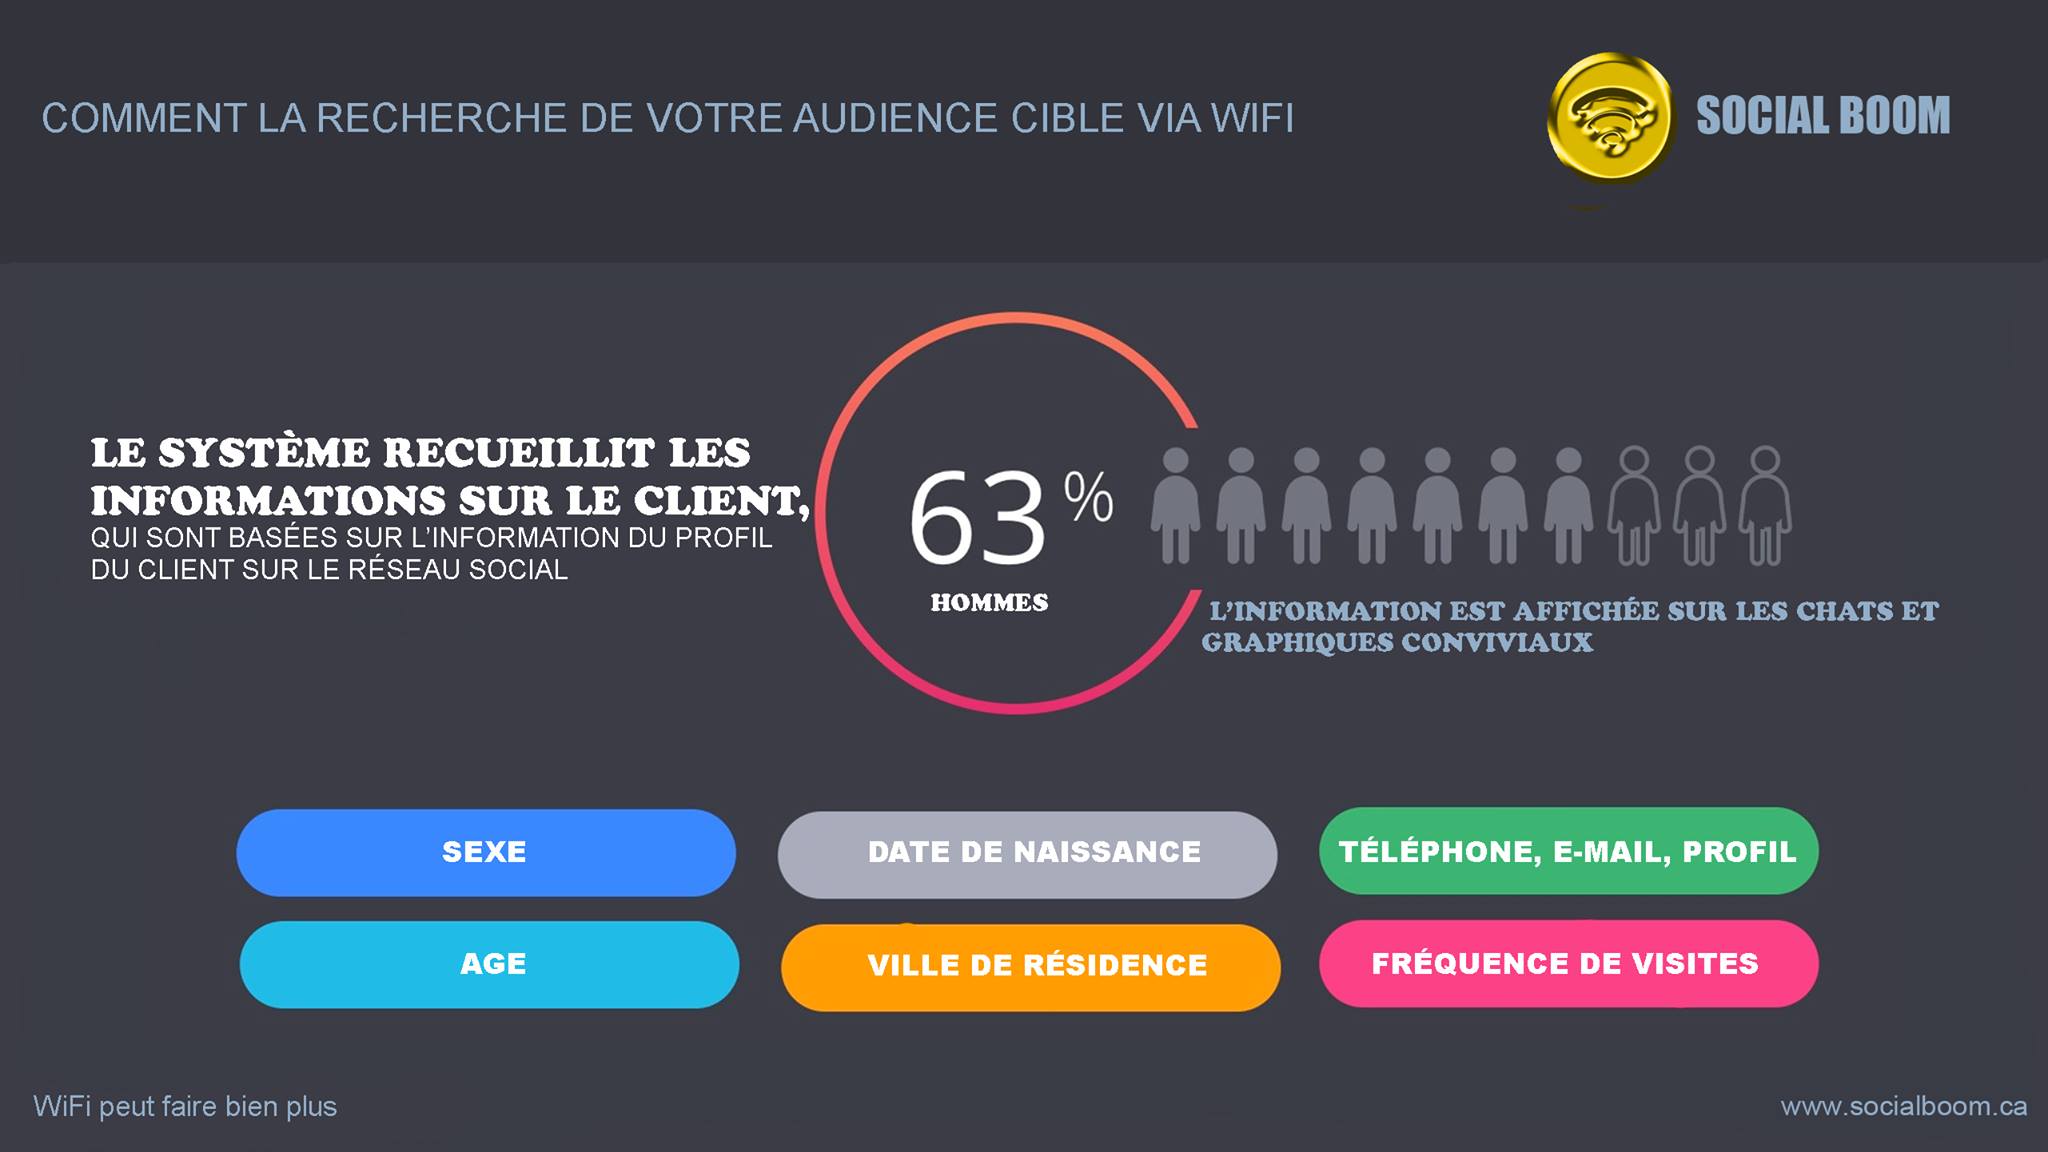 COMMENT LA RECHERCHE DE VOTRE AUDIENCE CIBLE VIA WIFI
SOCIAL BOOM
LE SYSTÈME RECUEILLIT LES
INFORMATIONS SUR LE CLIENT,
QUI SONT BASÉES SUR L'INFORMATION DU PROFIL
DU CLIENT SUR LE RÉSEAU SOCIAL
63 %
HOMMES
L'INFORMATION EST AFFICHÉE SUR LES CHATS ET
GRAPHIQUES CONVIVIAUX
SEXE
DATE DE NAISSANCE
TÉLÉPHONE, E-MAIL, PROFIL
AGE
VILLE DE RÉSIDENCE
FRÉQUENCE DE VISITES
WiFi peut faire bien plus
www.socialboom.ca